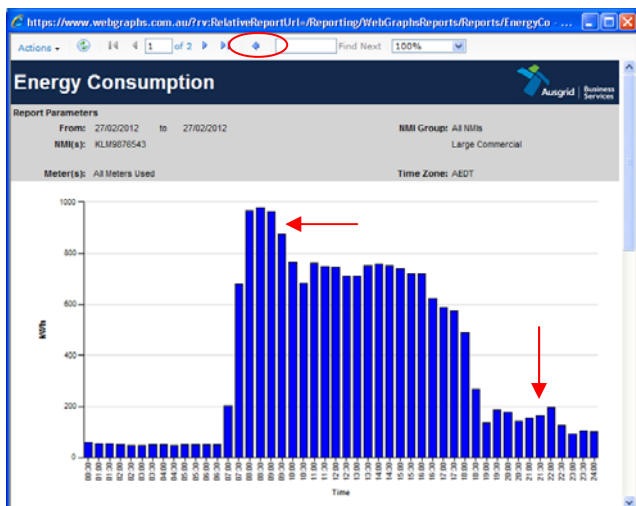 https://www.webgraphs.com.au/?rv:RelativeReportUrl=/Reporting/WebGraphsReports/Reports/EnergyCo - ...
Actions 1 of 2 Find Next 100%
Energy Consumption
Ausgrid | Business Services
Report Parameters
From: 27/02/2012 to 27/02/2012 NMI Group: All NMIs
NMI(s): KLM9876543 Large Commercial
Meter(s): All Meters Used Time Zone: AEDT
1000
800
600
400
200
0
kWh
00:30 01:00 01:30 02:00 02:30 03:00 03:30 04:00 04:30 05:00 05:30 06:00 06:30 07:00 07:30 08:00 08:30 09:00 09:30 10:00 10:30 11:00 11:30 12:00 12:30 13:00 13:30 14:00 14:30 15:00 15:30 16:00 16:30 17:00 17:30 18:00 18:30 19:00 19:30 20:00 20:30 21:00 21:30 22:00 22:30 23:00 23:30 24:00
Time